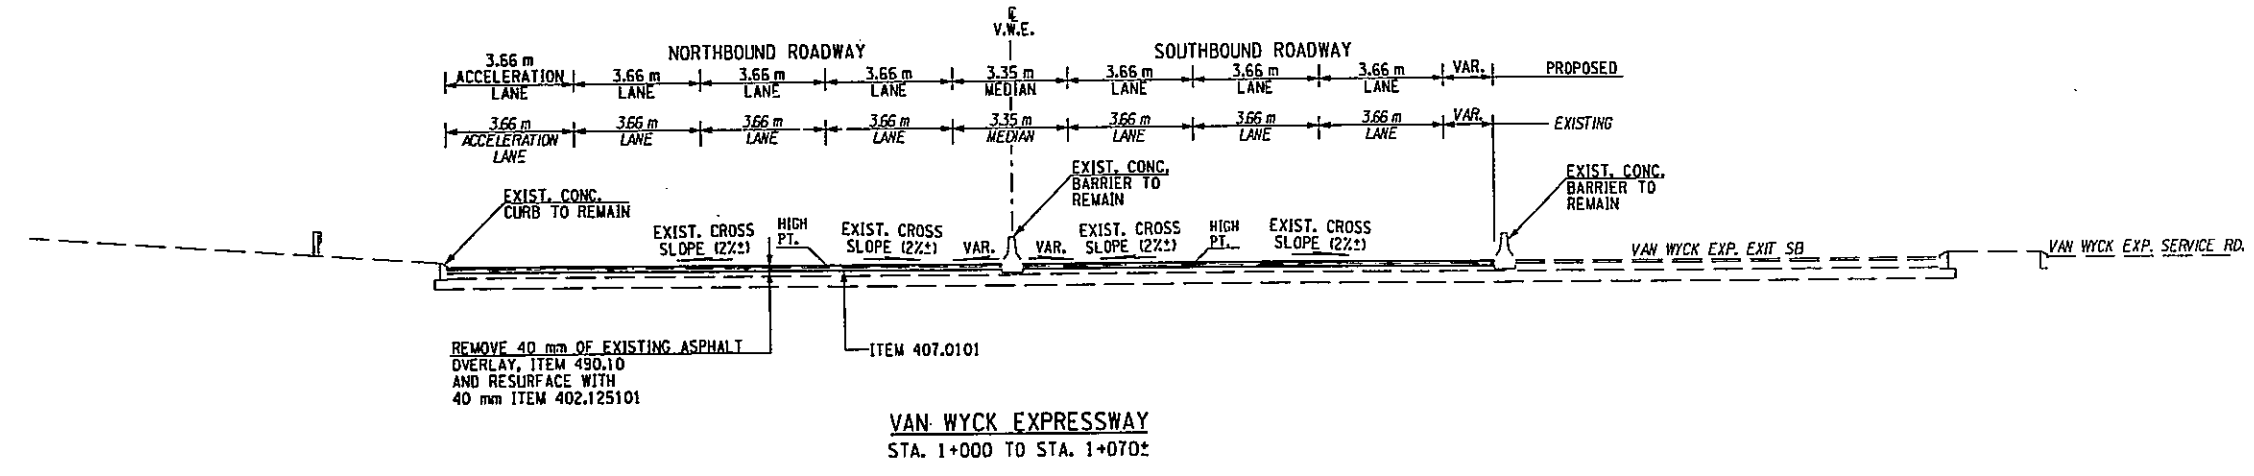 ℄
V.W.E.
NORTHBOUND ROADWAY
SOUTHBOUND ROADWAY
3.66 m
ACCELERATION
LANE
3.66 m
LANE
3.66 m
LANE
3.66 m
LANE
3.35 m
MEDIAN
3.66 m
LANE
3.66 m
LANE
3.66 m
LANE
VAR.
PROPOSED
3.66 m
ACCELERATION
LANE
3.66 m
LANE
3.66 m
LANE
3.66 m
LANE
3.35 m
MEDIAN
3.66 m
LANE
3.66 m
LANE
3.66 m
LANE
VAR.
EXISTING
EXIST. CONC.
CURB TO REMAIN
EXIST. CONC.
BARRIER TO
REMAIN
EXIST. CONC.
BARRIER TO
REMAIN
EXIST. CROSS
SLOPE (2%±)
HIGH
PT.
EXIST. CROSS
SLOPE (2%±)
VAR.
VAR.
EXIST. CROSS
SLOPE (2%±)
HIGH
PT.
EXIST. CROSS
SLOPE (2%±)
VAN WYCK EXP. EXIT SB
VAN WYCK EXP. SERVICE RD.
REMOVE 40 mm OF EXISTING ASPHALT
OVERLAY, ITEM 490.10
AND RESURFACE WITH
40 mm ITEM 402.125101
ITEM 407.0101
VAN WYCK EXPRESSWAY
STA. 1+000 TO STA. 1+070±